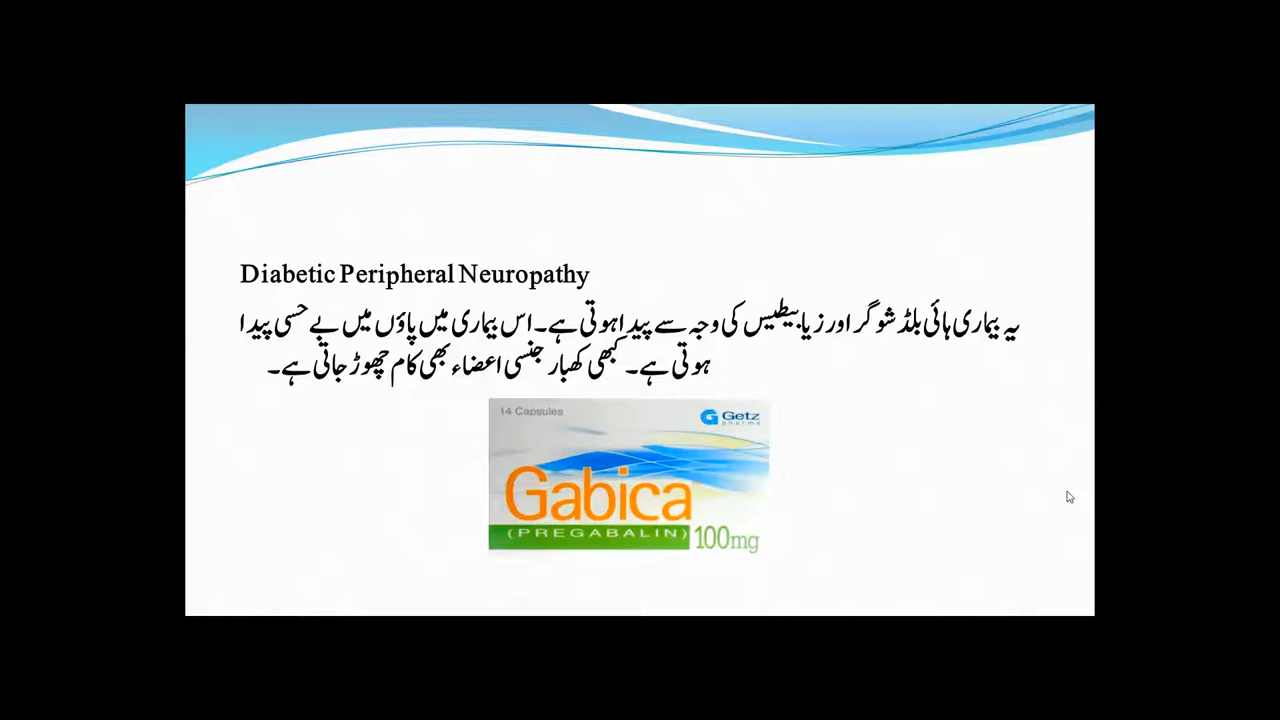 Diabetic Peripheral Neuropathy
یہ بیماری ہائی بلڈ شوگر اور زیابیطیس کی وجہ سے پیدا ہوتی ہے۔ اس بیماری میں پاؤں میں بے حسی پیدا
ہوتی ہے۔ کبھی کھبار جنسی اعضاء بھی کام چھوڑ جاتی ہے۔
14 Capsules
Getz
pharma
Gabica
(PREGABALIN) 100mg